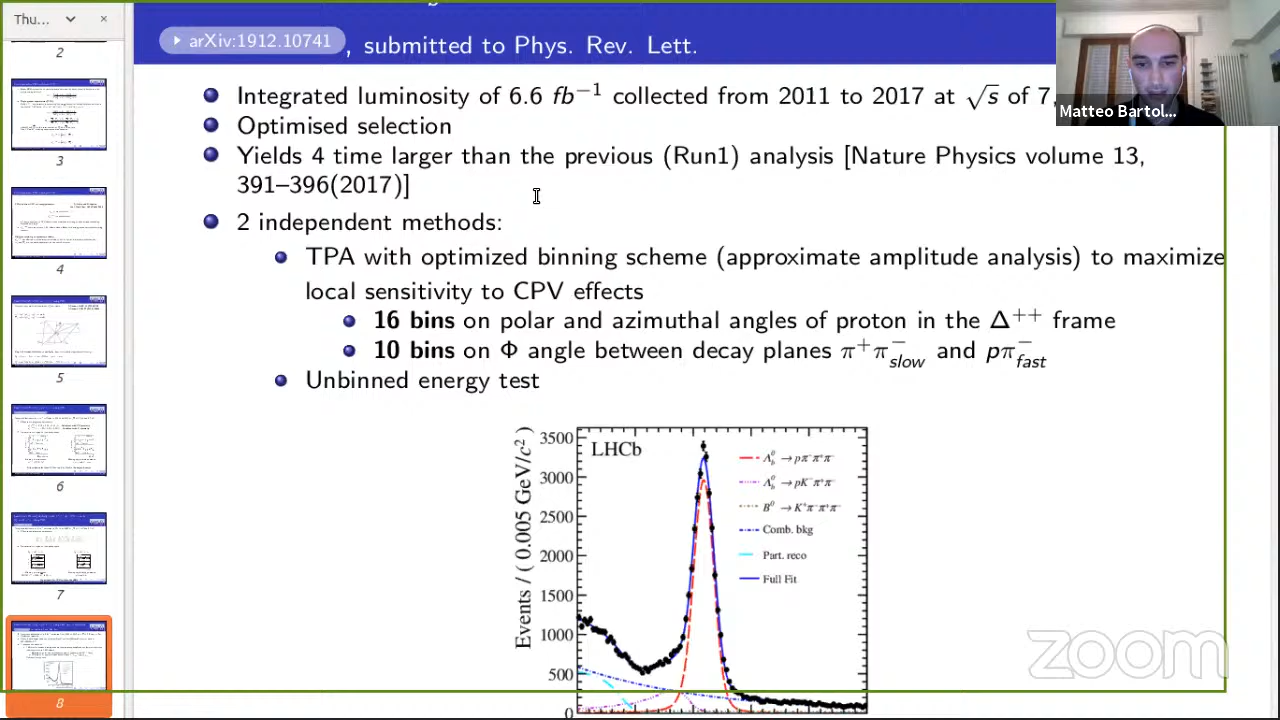 Thu...
×
2
3
4
5
6
7
8
arXiv:1912.10741 , submitted to Phys. Rev. Lett.
Matteo Bartol...
Integrated luminosity of 6.6 fb⁻¹ collected from 2011 to 2017 at √s of 7,
Optimised selection
Yields 4 time larger than the previous (Run1) analysis [Nature Physics volume 13,
391–396(2017)]
2 independent methods:
TPA with optimized binning scheme (approximate amplitude analysis) to maximize
local sensitivity to CPV effects
16 bins on polar and azimuthal angles of proton in the Δ⁺⁺ frame
10 bins on Φ angle between decay planes π⁺π⁻slow and pπ⁻fast
Unbinned energy test
Events / ( 0.005 GeV/c² )
3500
3000
2500
2000
1500
1000
500
0
LHCb
Λ⁰b → pπ⁻π⁺π⁻
Λ⁰b → pK⁻π⁺π⁻
B⁰ → K⁺π⁻π⁺π⁻
Comb. bkg
Part. reco
Full Fit
zoom